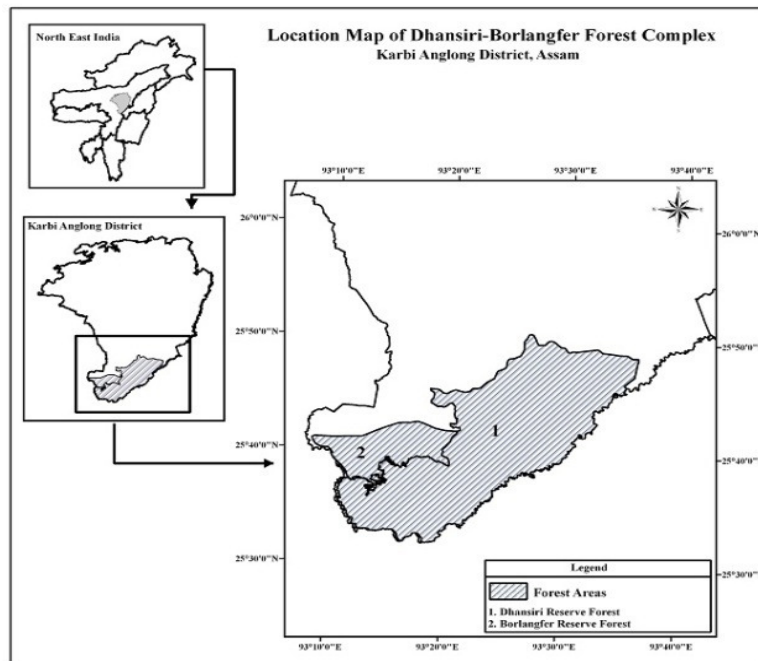 North East India
Location Map of Dhansiri-Borlangfer Forest Complex
Karbi Anglong District, Assam
Karbi Anglong District
93°10'0"E 93°20'0"E 93°30'0"E 93°40'0"E
26°0'0"N
26°0'0"N
25°50'0"N
25°50'0"N
25°40'0"N
25°40'0"N
25°30'0"N
25°30'0"N
1
2
Legend
Forest Areas
1. Dhansiri Reserve Forest
2. Borlangfer Reserve Forest
93°10'0"E 93°20'0"E 93°30'0"E 93°40'0"E